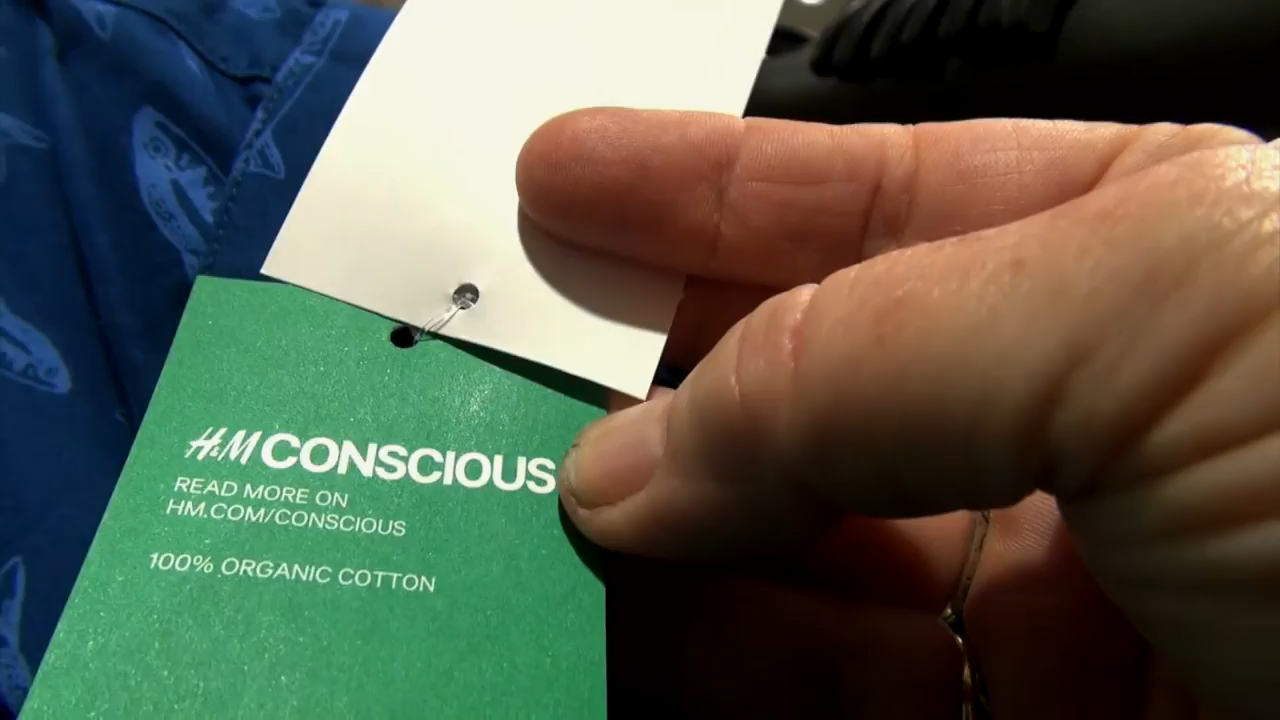 H&M CONSCIOUS
READ MORE ON
HM.COM/CONSCIOUS
100% ORGANIC COTTON